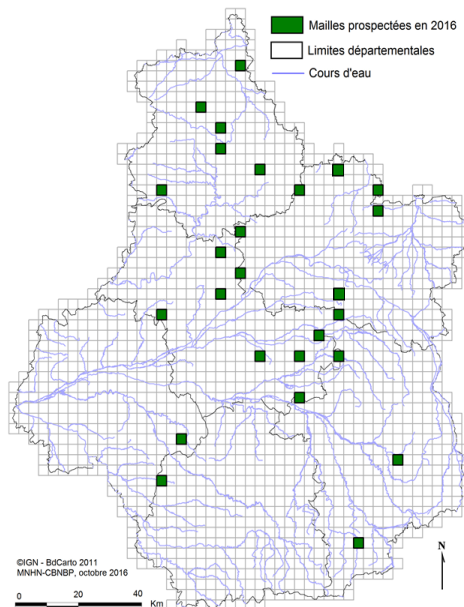 Mailles prospectées en 2016
Limites départementales
Cours d'eau
©IGN - BdCarto 2011
MNHN-CBNBP, octobre 2016
N
0 20 40
Km